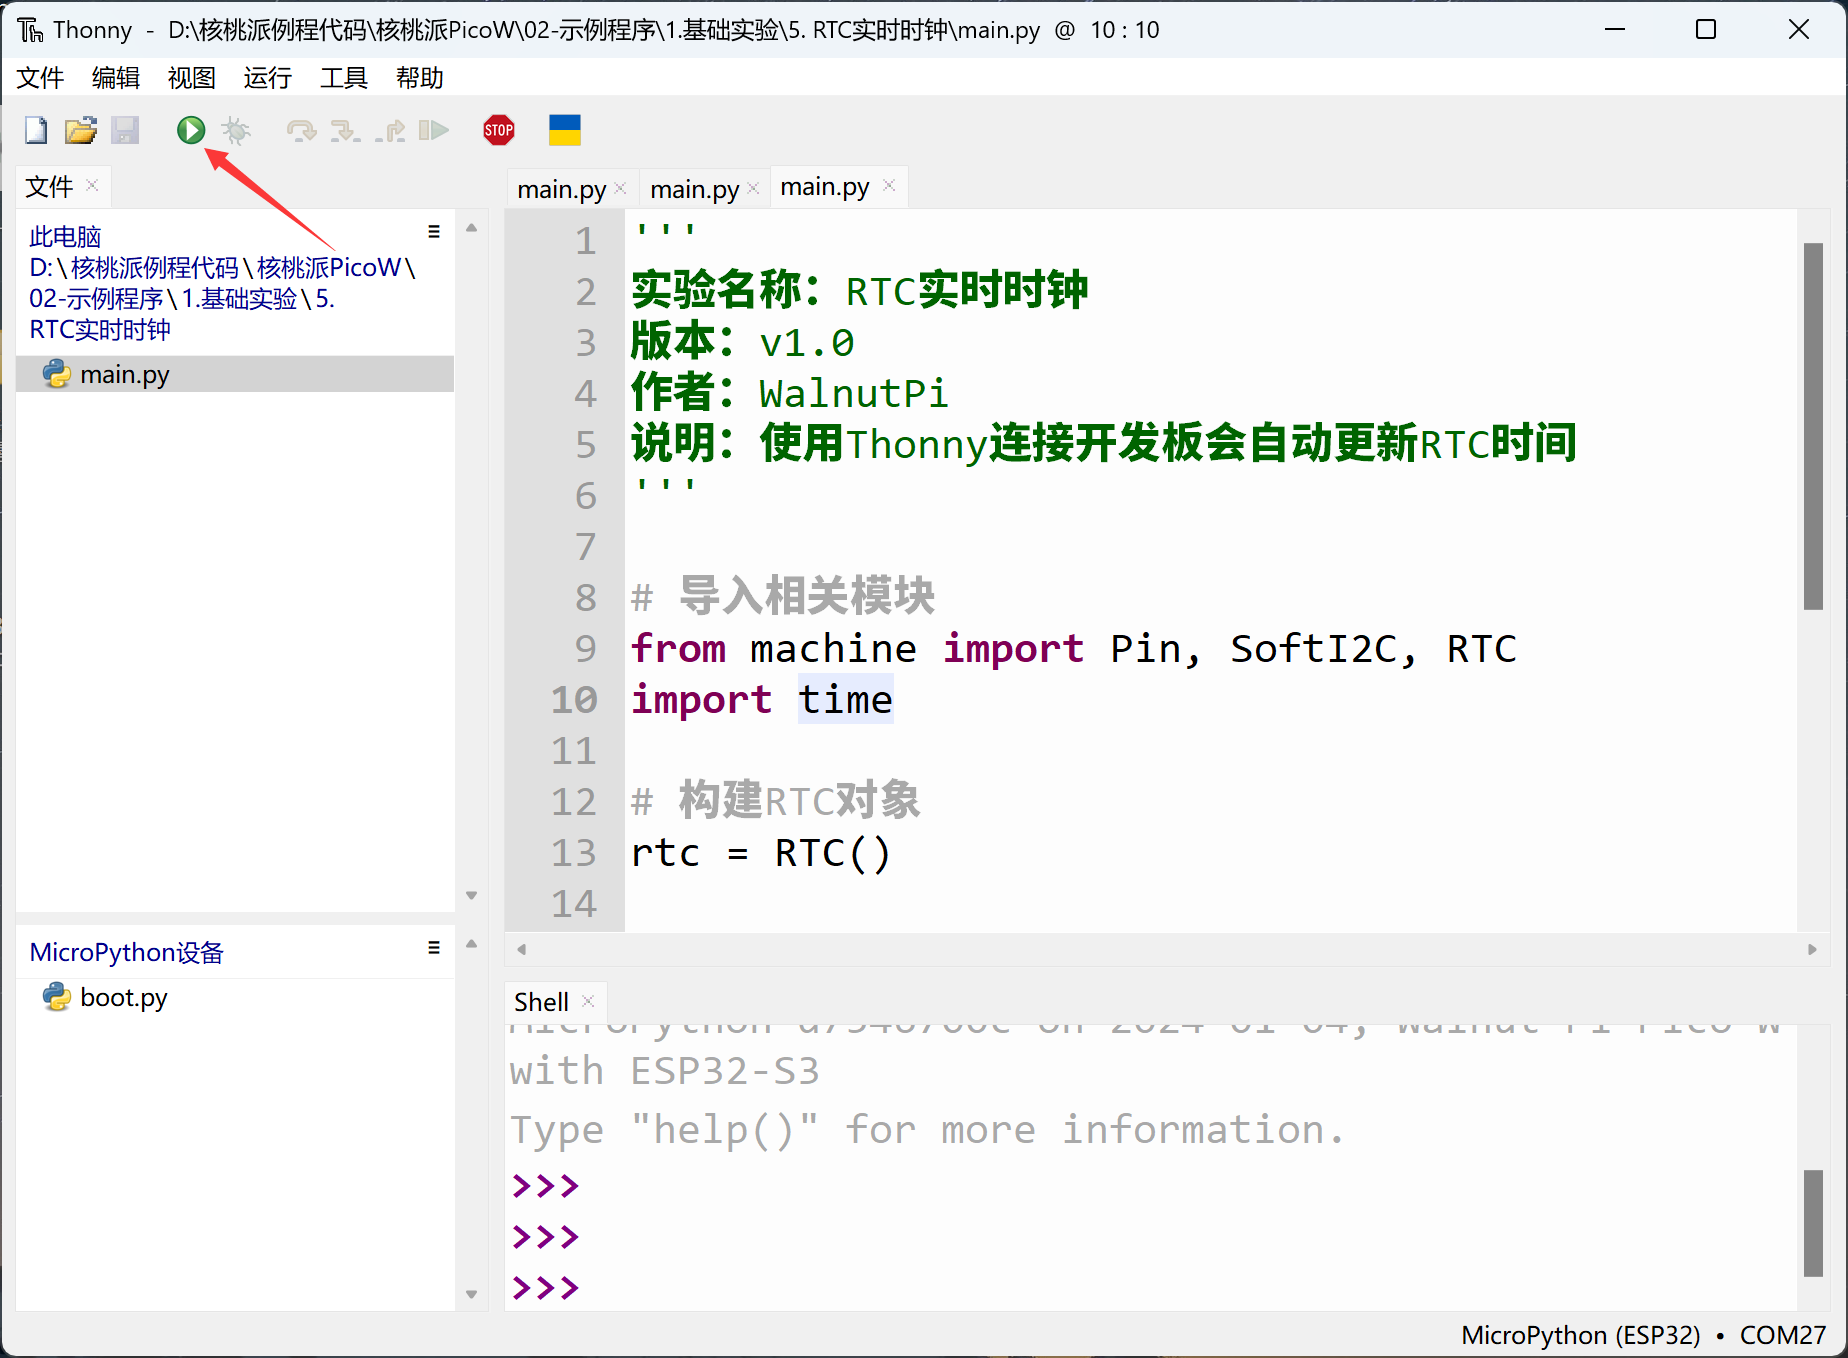 Thonny - D:\核桃派例程代码\核桃派PicoW\02-示例程序\1.基础实验\5. RTC实时时钟\main.py @ 10 : 10
文件 编辑 视图 运行 工具 帮助
STOP
文件
此电脑
D:\核桃派例程代码\核桃派PicoW\
02-示例程序\1.基础实验\5.
RTC实时时钟
main.py
MicroPython设备
boot.py
main.py main.py main.py
1 '''
2 实验名称：RTC实时时钟
3 版本：v1.0
4 作者：WalnutPi
5 说明：使用Thonny连接开发板会自动更新RTC时间
6 '''
7
8 # 导入相关模块
9 from machine import Pin, SoftI2C, RTC
10 import time
11
12 # 构建RTC对象
13 rtc = RTC()
14
Shell
with ESP32-S3
Type "help()" for more information.
>>>
>>>
>>>
MicroPython (ESP32) • COM27